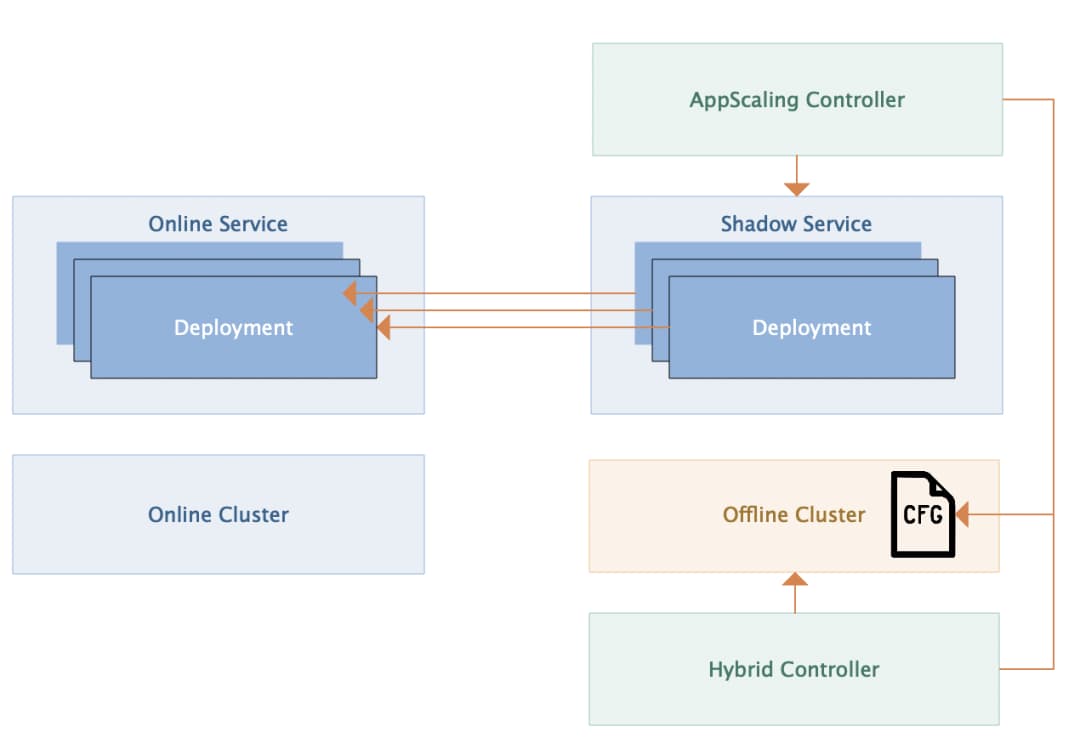 AppScaling Controller
Online Service
Shadow Service
Deployment
Deployment
Online Cluster
Offline Cluster
CFG
Hybrid Controller